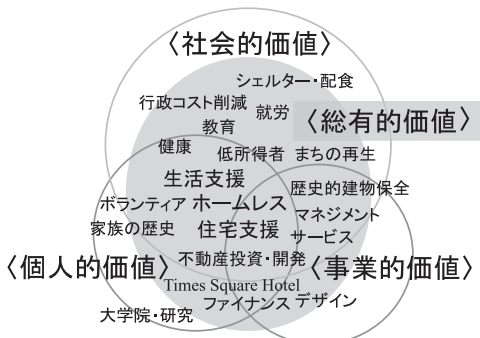 〈社会的価値〉
シェルター・配食
行政コスト削減 就労
〈総有的価値〉
教育
健康 低所得者 まちの再生
生活支援 歴史的建物保全
ボランティア ホームレス マネジメント
家族の歴史 住宅支援 サービス
〈個人的価値〉 不動産投資・開発 〈事業的価値〉
Times Square Hotel
ファイナンス デザイン
大学院・研究